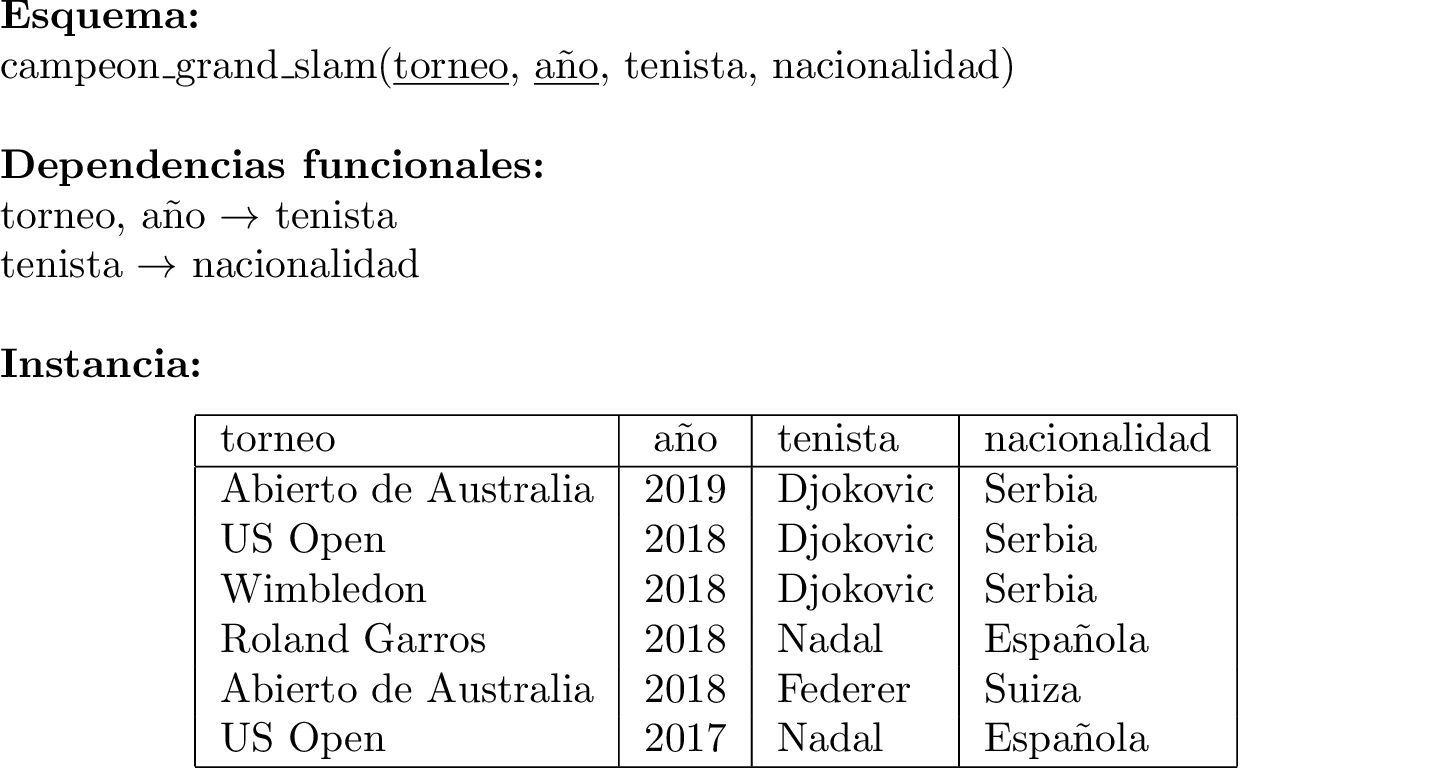 Esquema:
campeon_grand_slam(torneo, año, tenista, nacionalidad)
Dependencias funcionales:
torneo, año → tenista
tenista → nacionalidad
Instancia:
torneo año tenista nacionalidad
Abierto de Australia 2019 Djokovic Serbia
US Open 2018 Djokovic Serbia
Wimbledon 2018 Djokovic Serbia
Roland Garros 2018 Nadal Española
Abierto de Australia 2018 Federer Suiza
US Open 2017 Nadal Española